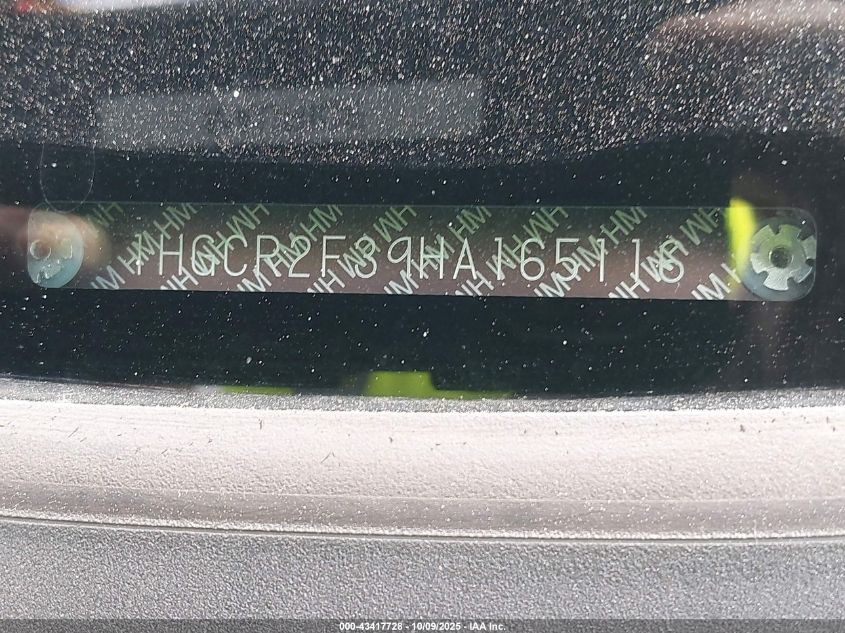 1HGCR2F39HA165116
000-43417728 - 10/09/2025 - IAA Inc.